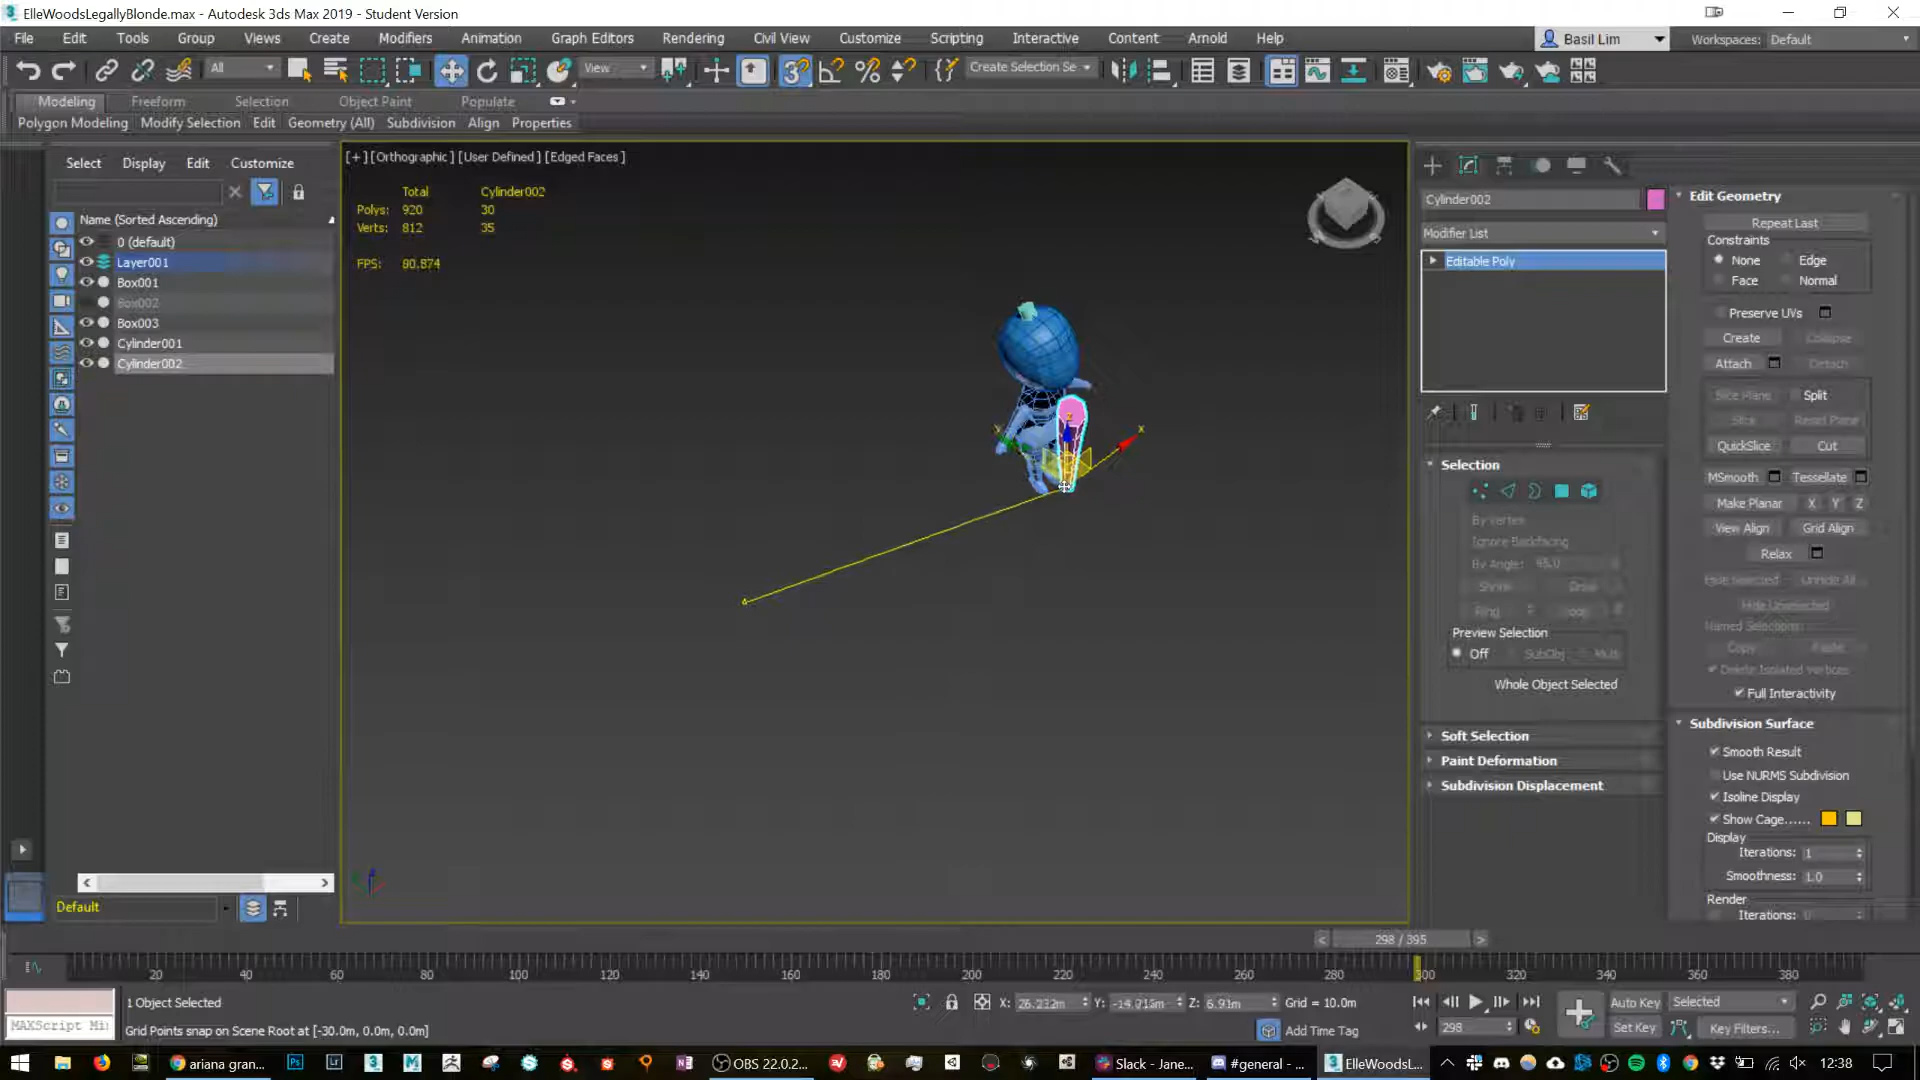 ElleWoodsLegallyBlonde.max - Autodesk 3ds Max 2019 - Student Version
File Edit Tools Group Views Create Modifiers Animation Graph Editors Rendering Civil View Customize Scripting Interactive Content Arnold Help
Basil Lim
Workspaces: Default
All
View
Create Selection Se
Modeling Freeform Selection Object Paint Populate
Polygon Modeling Modify Selection Edit Geometry (All) Subdivision Align Properties
Select Display Edit Customize
Name (Sorted Ascending)
0 (default)
Layer001
Box001
Box002
Box003
Cylinder001
Cylinder002
Default
[+] [Orthographic] [User Defined] [Edged Faces]
Total Cylinder002
Polys: 920 30
Verts: 812 35
FPS:
x
Cylinder002
Modifier List
Editable Poly
Selection
By Vertex
Ignore Backfacing
By Angle: 45.0
Shrink Grow
Ring
Preview Selection
Off SubObj Multi
Whole Object Selected
Soft Selection
Paint Deformation
Subdivision Displacement
Edit Geometry
Repeat Last
Constraints
None Edge
Face Normal
Preserve UVs
Create Collapse
Attach Detach
Slice Plane Split
Slice Reset Plane
QuickSlice Cut
MSmooth Tessellate
Make Planar X Y Z
View Align Grid Align
Relax
Hide Selected Unhide All
Hide Unselected
Named Selections:
Copy Paste
Delete Isolated Vertices
Full Interactivity
Subdivision Surface
Smooth Result
Use NURMS Subdivision
Isoline Display
Show Cage......
Display
Iterations: 1
Smoothness: 1.0
Render
Iterations: 0
< 298 / 395 >
20 40 60 80 100 120 140 160 180 200 220 240 260 280 300 320 340 360 380
MAXScript Mi
1 Object Selected
Grid Points snap on Scene Root at [-30.0m, 0.0m, 0.0m]
X: 26.232m Y: -14.015m Z: 6.91m Grid = 10.0m
Add Time Tag
298
Auto Key Selected
Set Key Key Filters...
ariana gran...
OBS 22.0.2...
Slack - Jane...
#general - ...
ElleWoodsL...
12:38